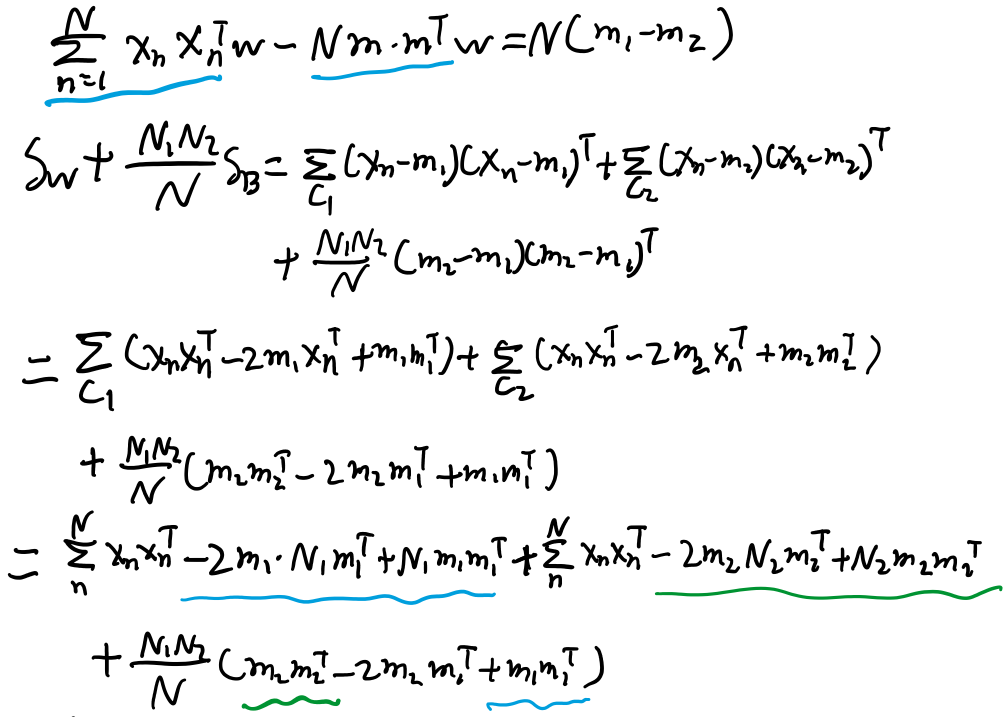 \sum_{n=1}^{N} x_n x_n^T w - N m \cdot m^T w = N(m_1 - m_2)
S_W + \frac{N_1 N_2}{N} S_B = \sum_{C_1} (x_n - m_1)(x_n - m_1)^T + \sum_{C_2} (x_n - m_2)(x_n - m_2)^T
+ \frac{N_1 N_2}{N} (m_2 - m_1)(m_2 - m_1)^T
= \sum_{C_1} (x_n x_n^T - 2 m_1 x_n^T + m_1 m_1^T) + \sum_{C_2} (x_n x_n^T - 2 m_2 x_n^T + m_2 m_2^T)
+ \frac{N_1 N_2}{N} (m_2 m_2^T - 2 m_2 m_1^T + m_1 m_1^T)
= \sum_{n}^{N} x_n x_n^T - 2 m_1 \cdot N_1 m_1^T + N_1 m_1 m_1^T + \sum_{n}^{N} x_n x_n^T - 2 m_2 N_2 m_2^T + N_2 m_2 m_2^T
+ \frac{N_1 N_2}{N} (m_2 m_2^T - 2 m_2 m_1^T + m_1 m_1^T)